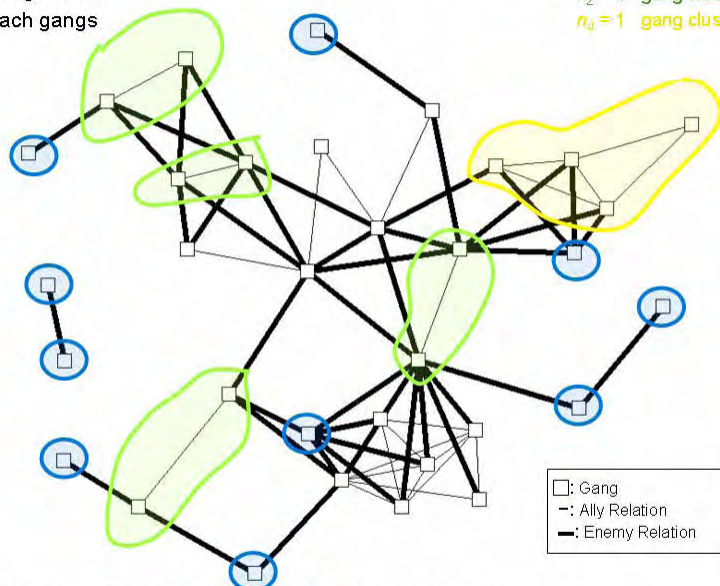 ach gangs
n₄ = 1 gang clus
□: Gang
–: Ally Relation
–: Enemy Relation